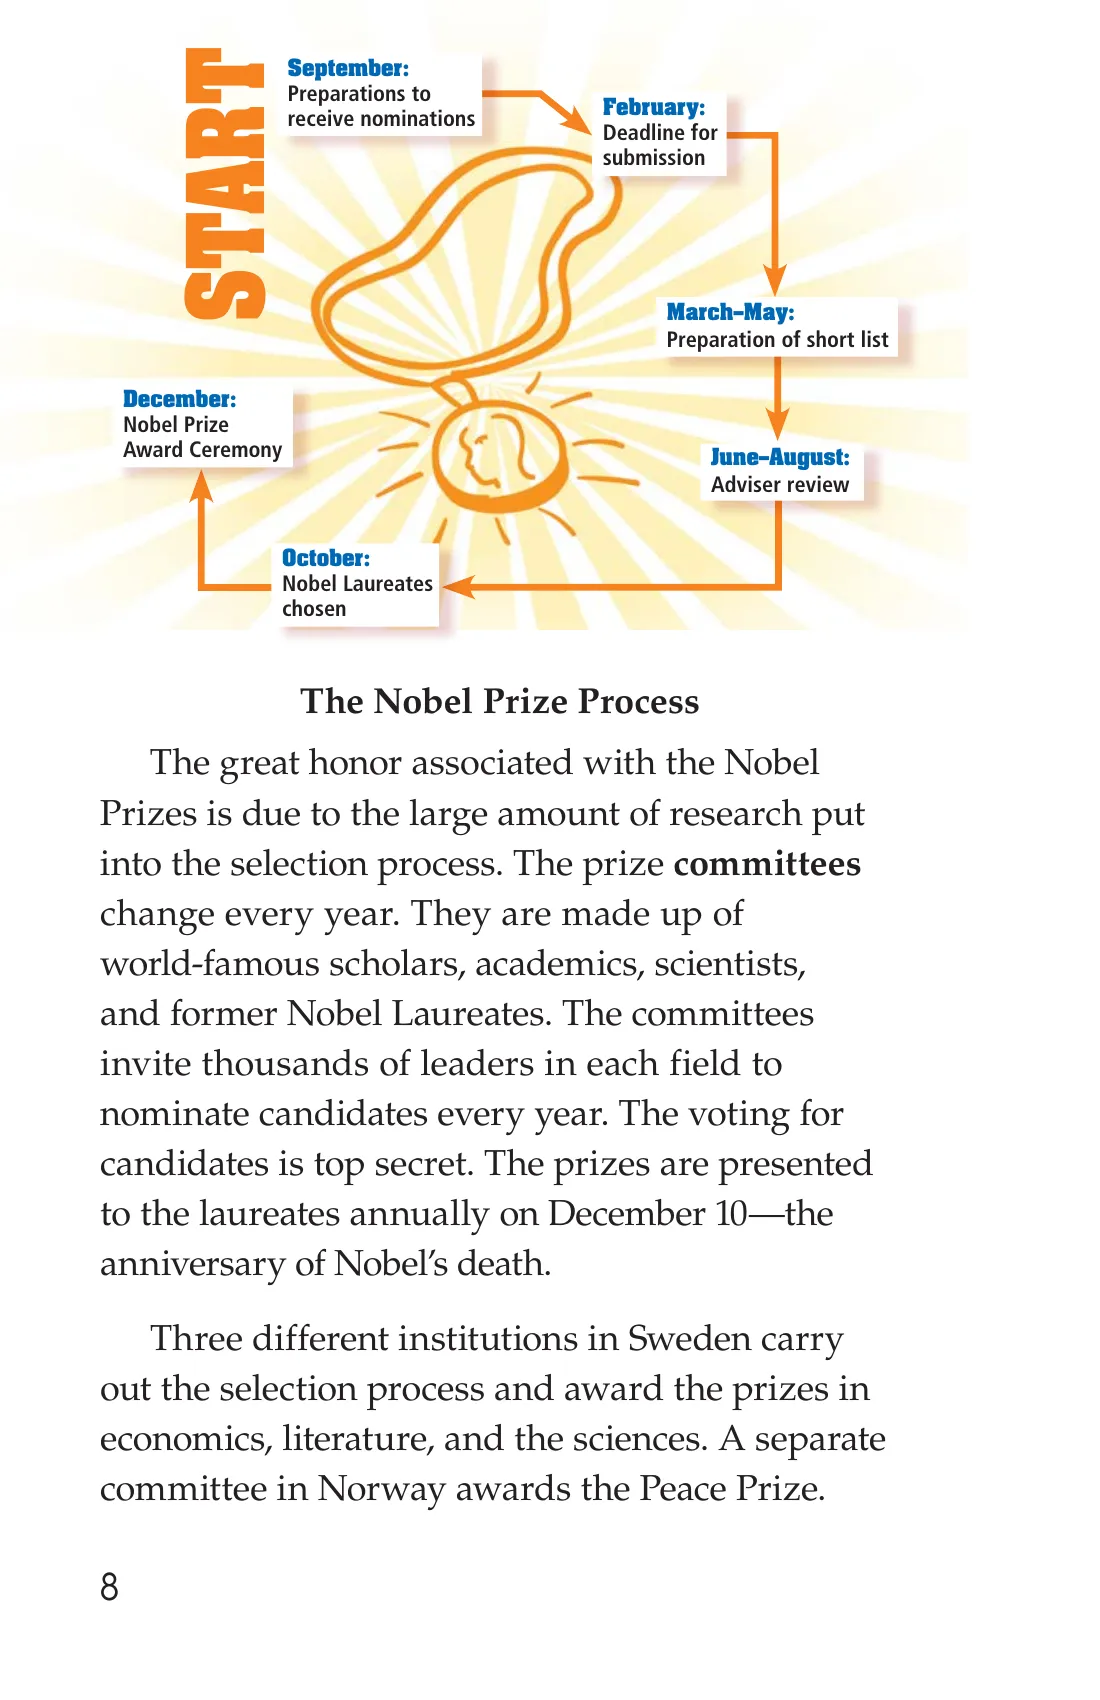 START
September:
Preparations to
receive nominations
February:
Deadline for
submission
March–May:
Preparation of short list
June–August:
Adviser review
October:
Nobel Laureates
chosen
December:
Nobel Prize
Award Ceremony
The Nobel Prize Process
The great honor associated with the Nobel
Prizes is due to the large amount of research put
into the selection process. The prize committees
change every year. They are made up of
world-famous scholars, academics, scientists,
and former Nobel Laureates. The committees
invite thousands of leaders in each field to
nominate candidates every year. The voting for
candidates is top secret. The prizes are presented
to the laureates annually on December 10—the
anniversary of Nobel’s death.
Three different institutions in Sweden carry
out the selection process and award the prizes in
economics, literature, and the sciences. A separate
committee in Norway awards the Peace Prize.
8